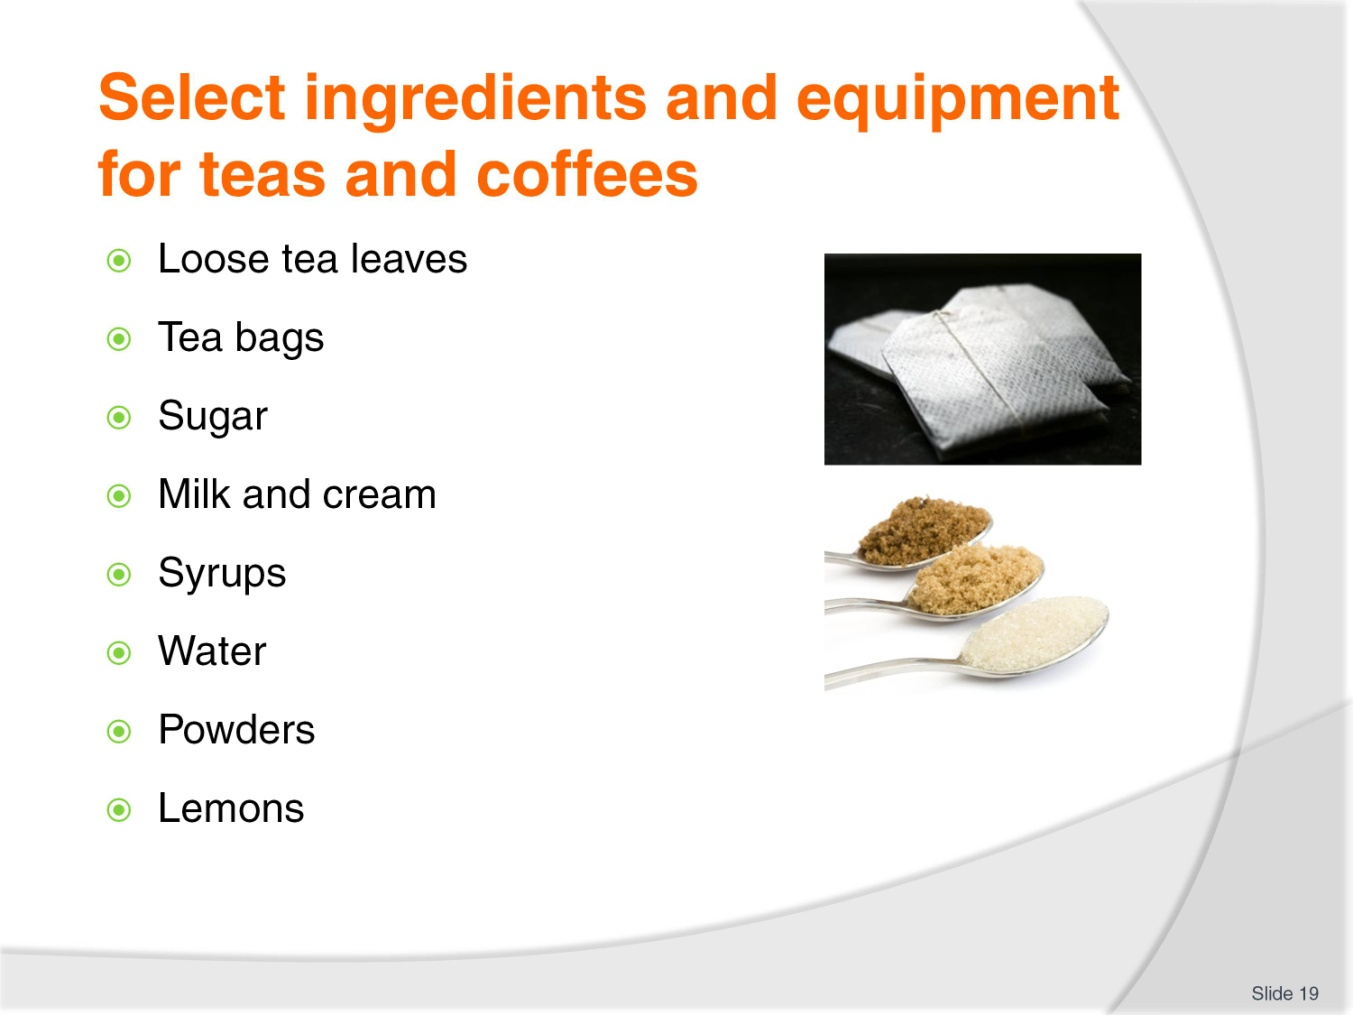 Select ingredients and equipment
for teas and coffees
Loose tea leaves
Tea bags
Sugar
Milk and cream
Syrups
Water
Powders
Lemons
Slide 19